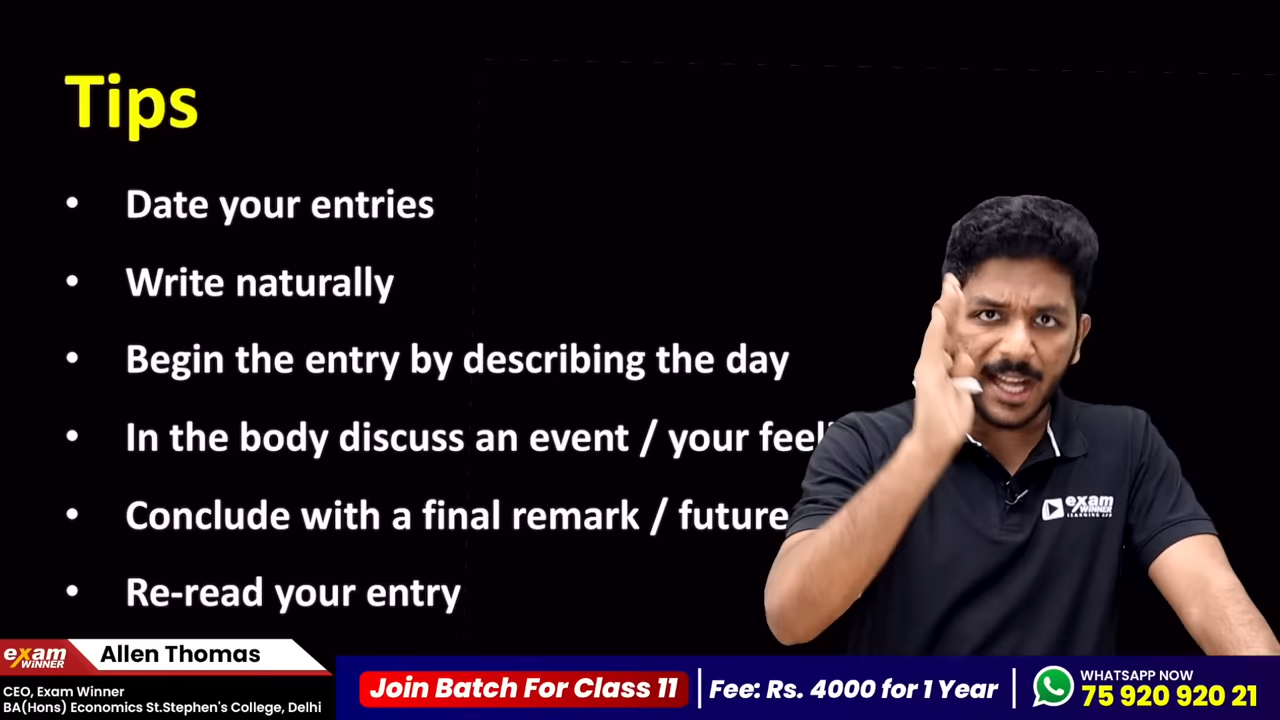 Tips
• Date your entries
• Write naturally
• Begin the entry by describing the day
• In the body discuss an event / your
• Conclude with a final remark / future
• Re-read your entry
exam WINNER LEARNING APP
exam WINNER
Allen Thomas
CEO, Exam Winner
BA(Hons) Economics St.Stephen's College, Delhi
Join Batch For Class 11
Fee: Rs. 4000 for 1 Year
WHATSAPP NOW
75 920 920 21